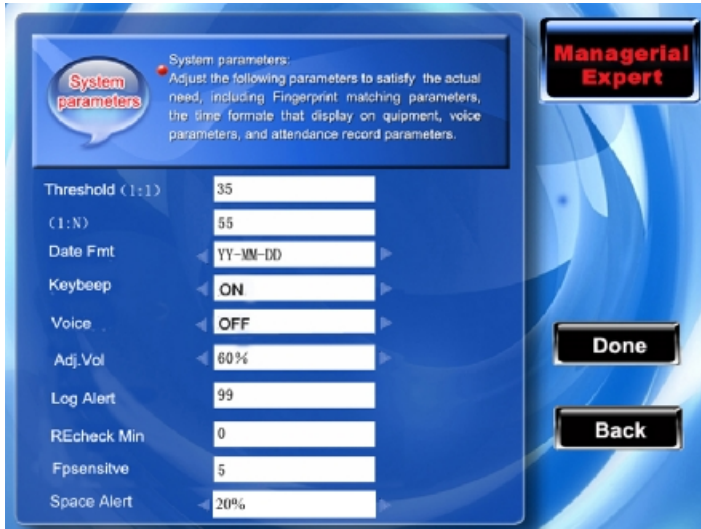 System parameters
System parameters:
Adjust the following parameters to satisfy the actual
need, including Fingerprint matching parameters,
the time formate that display on quipment, voice
parameters, and attendance record parameters.
Managerial
Expert
Threshold (1:1) 35
(1:N) 55
Date Fmt YY-MM-DD
Keybeep ON
Voice OFF
Adj.Vol 60%
Log Alert 99
REcheck Min 0
Fpsensitve 5
Space Alert 20%
Done
Back